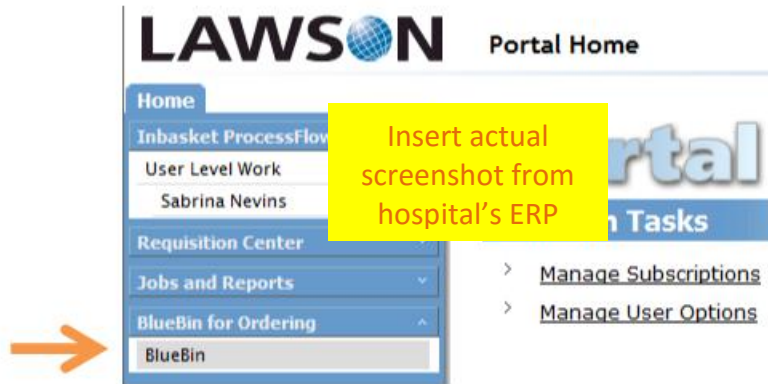 LAWSON
Portal Home
Home
Inbasket ProcessFlow
User Level Work
Sabrina Nevins
Requisition Center
Jobs and Reports
BlueBin for Ordering
BlueBin
Insert actual
screenshot from
hospital's ERP
Tasks
Manage Subscriptions
Manage User Options